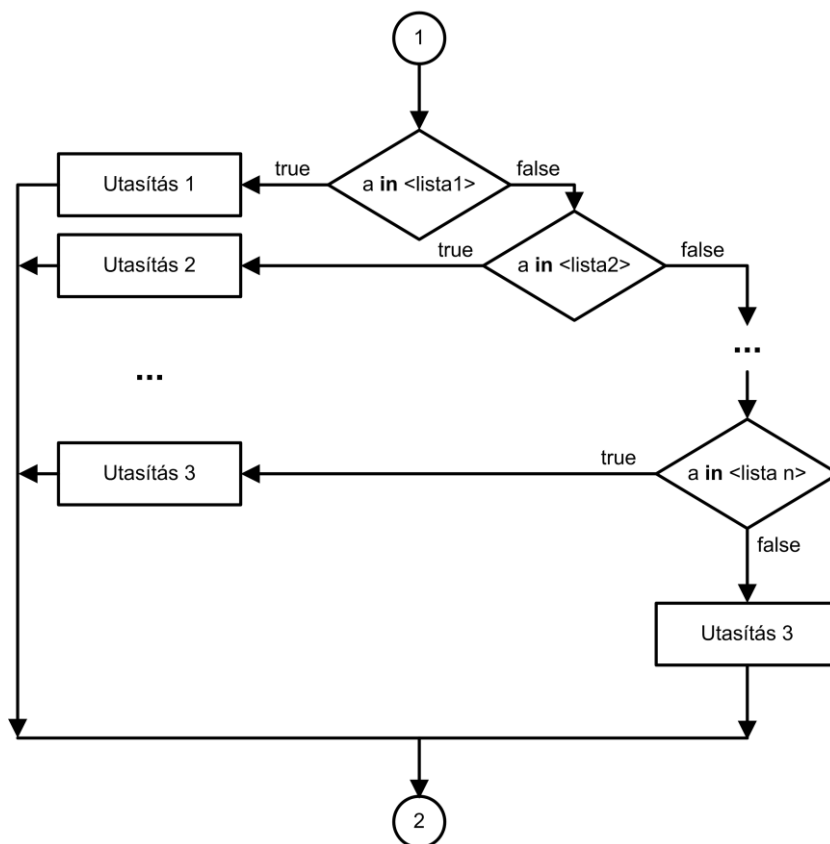 1
true
false
Utasítás 1
a in <lista1>
true
false
Utasítás 2
a in <lista2>
...
...
true
Utasítás 3
a in <lista n>
false
Utasítás 3
2